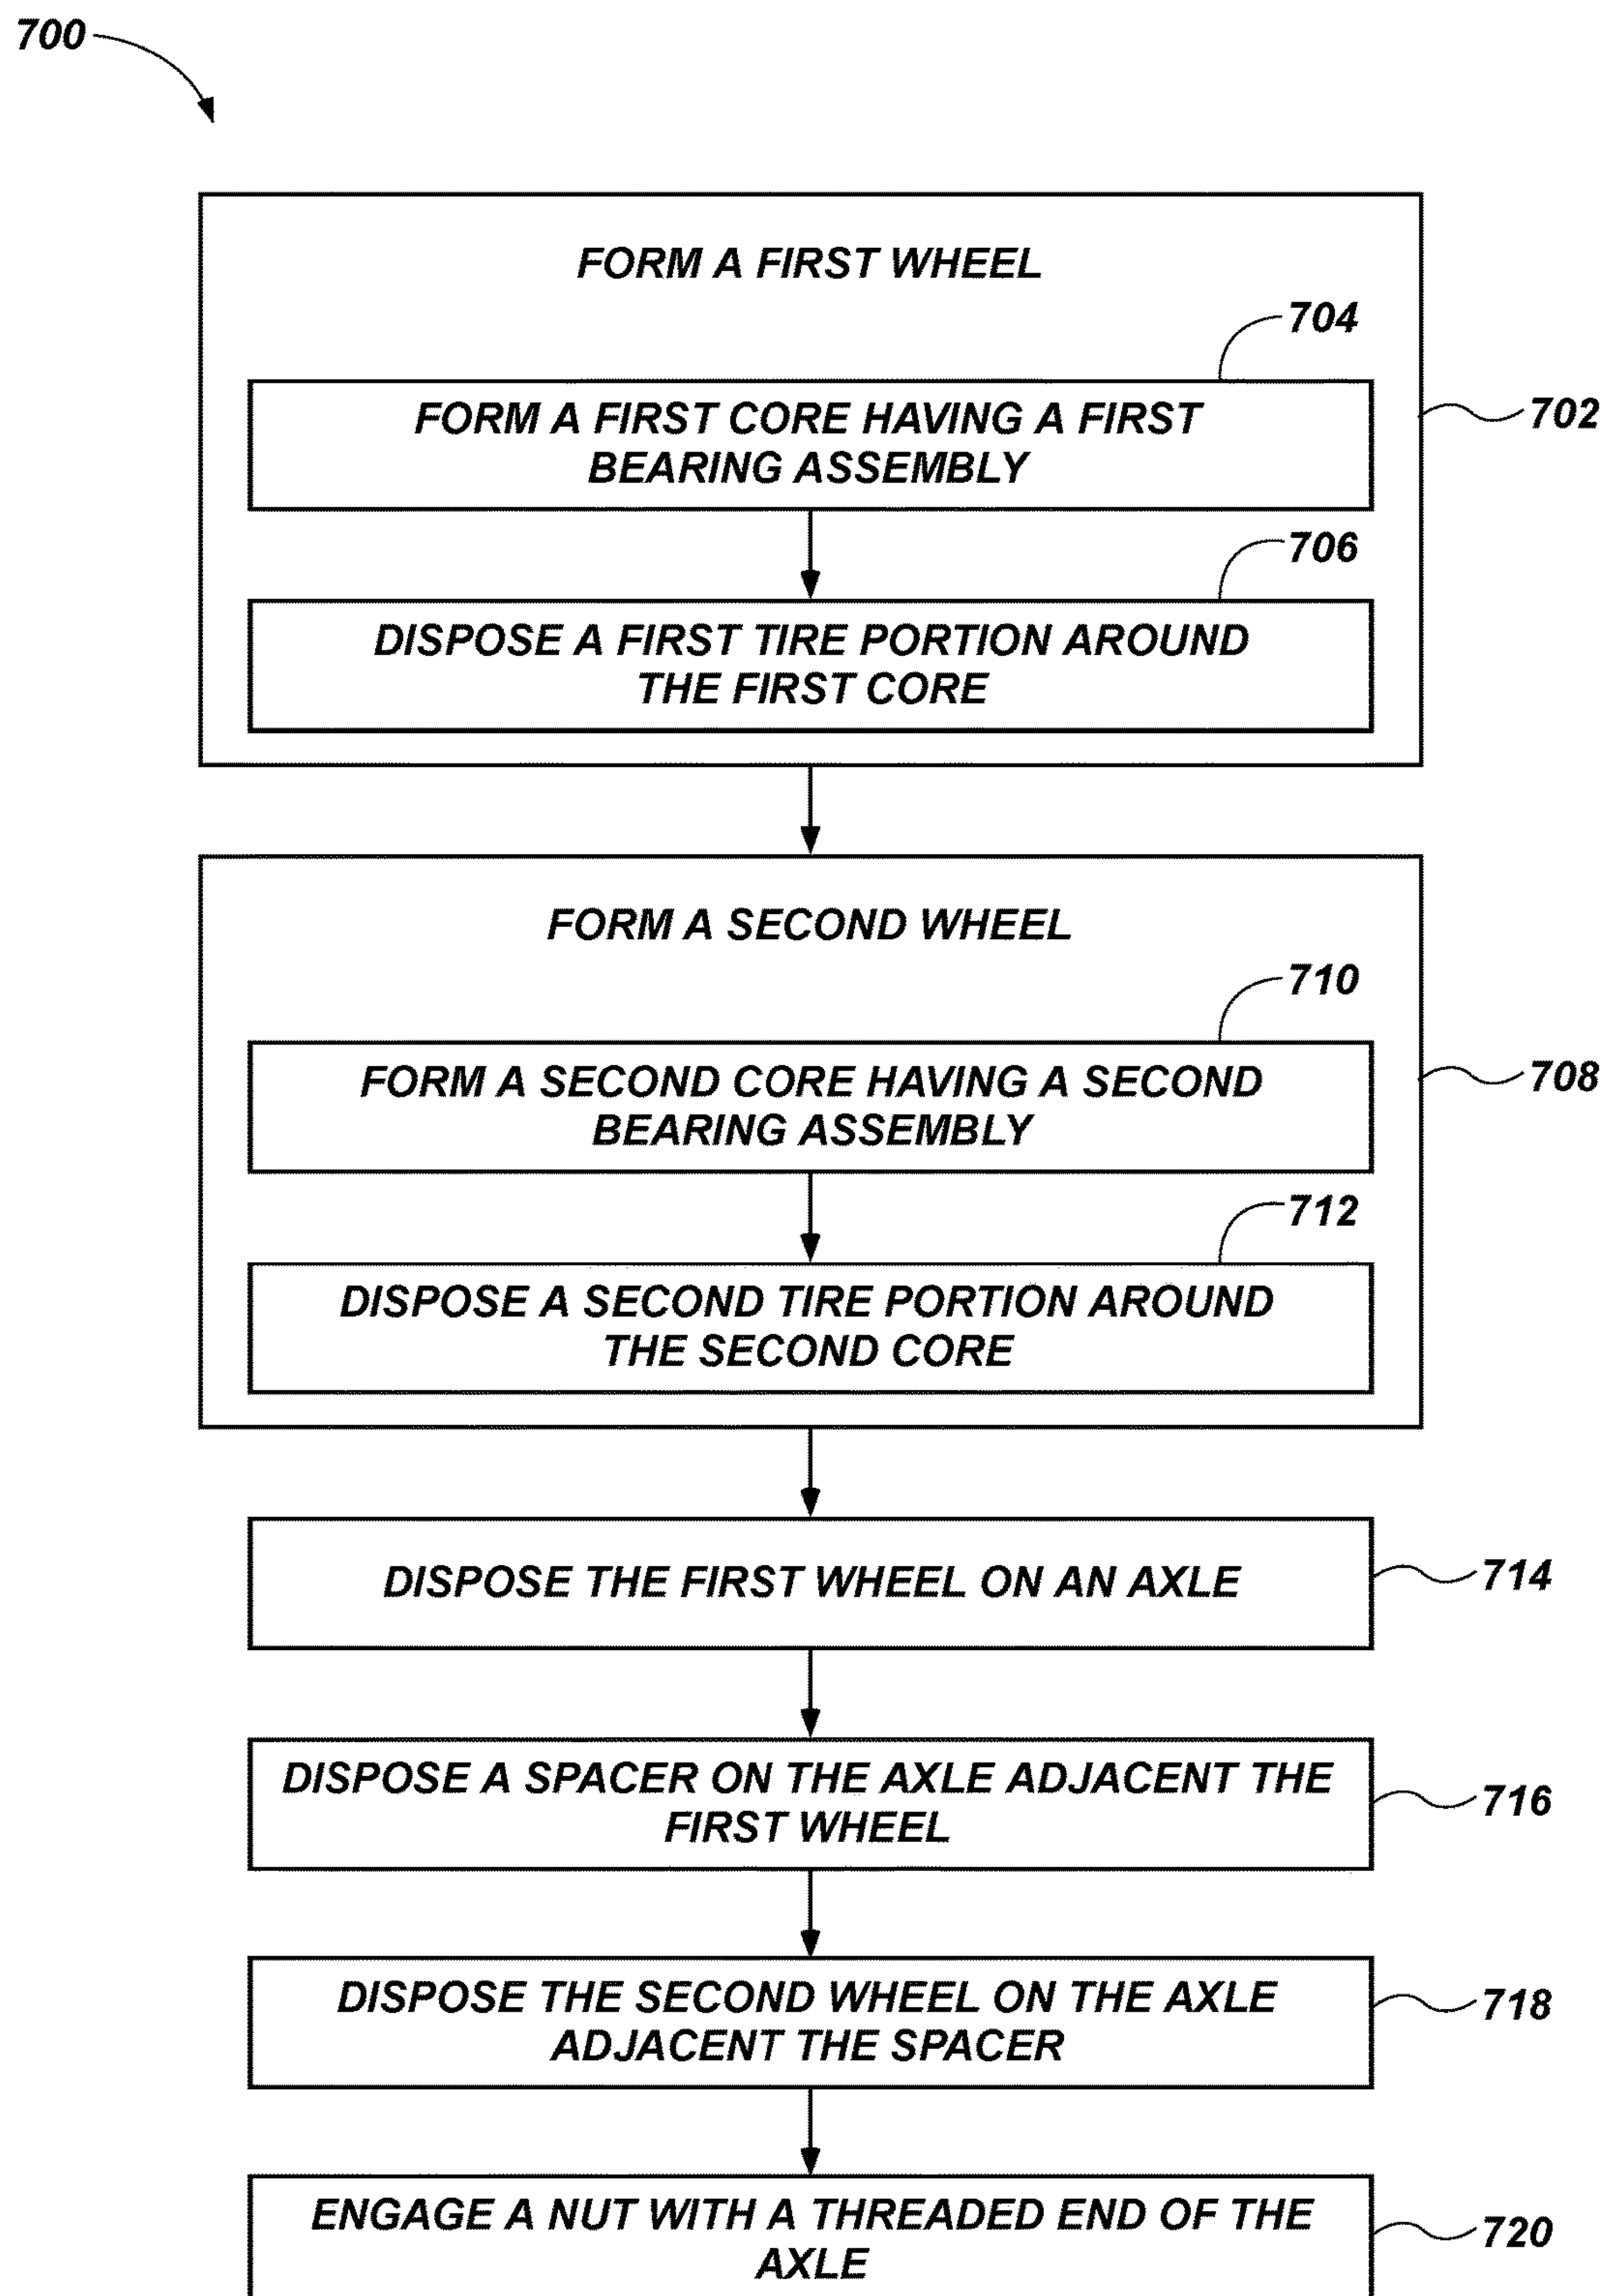 700
FORM A FIRST WHEEL
704
FORM A FIRST CORE HAVING A FIRST
BEARING ASSEMBLY
702
706
DISPOSE A FIRST TIRE PORTION AROUND
THE FIRST CORE
FORM A SECOND WHEEL
710
FORM A SECOND CORE HAVING A SECOND
BEARING ASSEMBLY
708
712
DISPOSE A SECOND TIRE PORTION AROUND
THE SECOND CORE
DISPOSE THE FIRST WHEEL ON AN AXLE
714
DISPOSE A SPACER ON THE AXLE ADJACENT THE
FIRST WHEEL
716
DISPOSE THE SECOND WHEEL ON THE AXLE
ADJACENT THE SPACER
718
ENGAGE A NUT WITH A THREADED END OF THE
AXLE
720